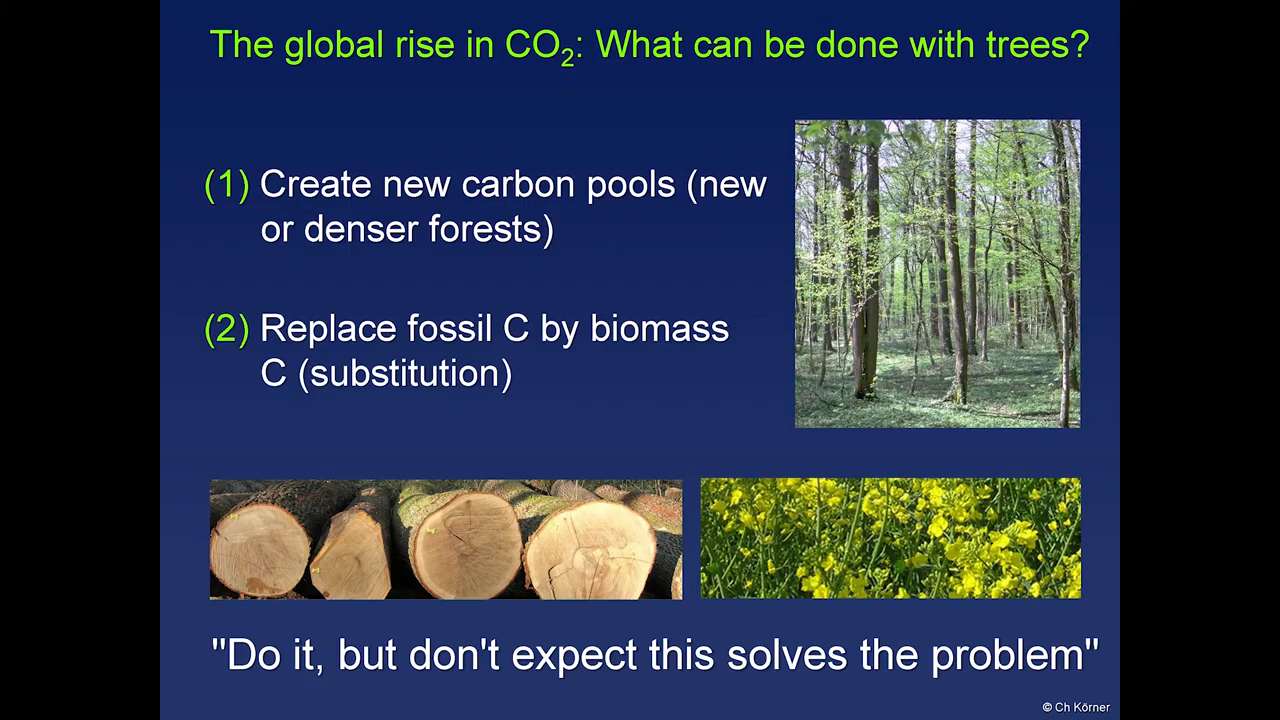 The global rise in CO₂: What can be done with trees?
(1) Create new carbon pools (new
or denser forests)
(2) Replace fossil C by biomass
C (substitution)
"Do it, but don't expect this solves the problem"
© Ch Körner